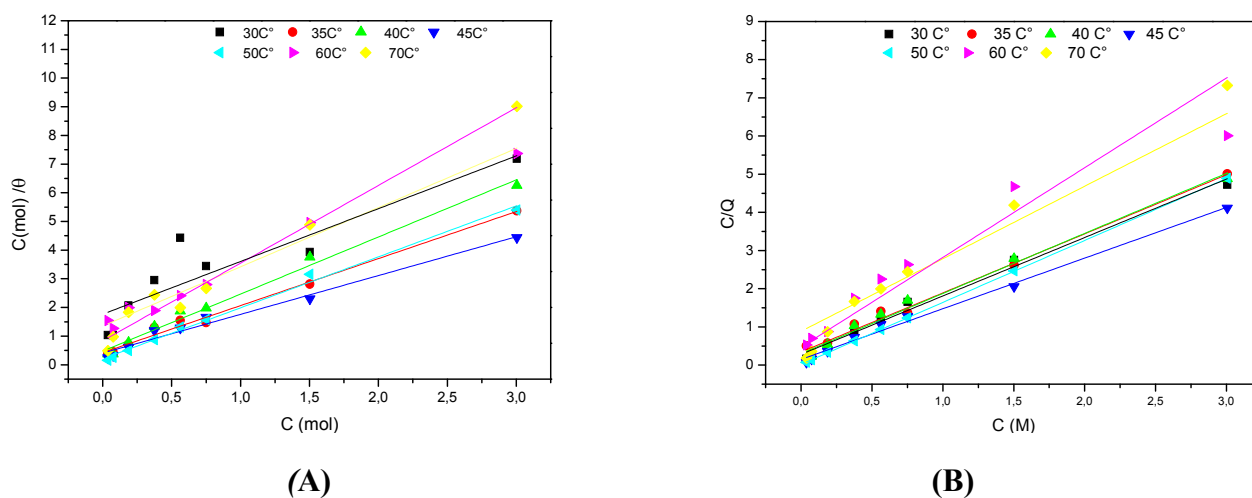 12
11
10
9
8
7
6
5
4
3
2
1
0
C(mol) /θ
30C° 35C° 40C° 45C°
50C° 60C° 70C°
0,0 0,5 1,0 1,5 2,0 2,5 3,0
C (mol)
(A)
9
8
7
6
5
4
3
2
1
0
C/Q
30 C° 35 C° 40 C° 45 C°
50 C° 60 C° 70 C°
0,0 0,5 1,0 1,5 2,0 2,5 3,0
C (M)
(B)